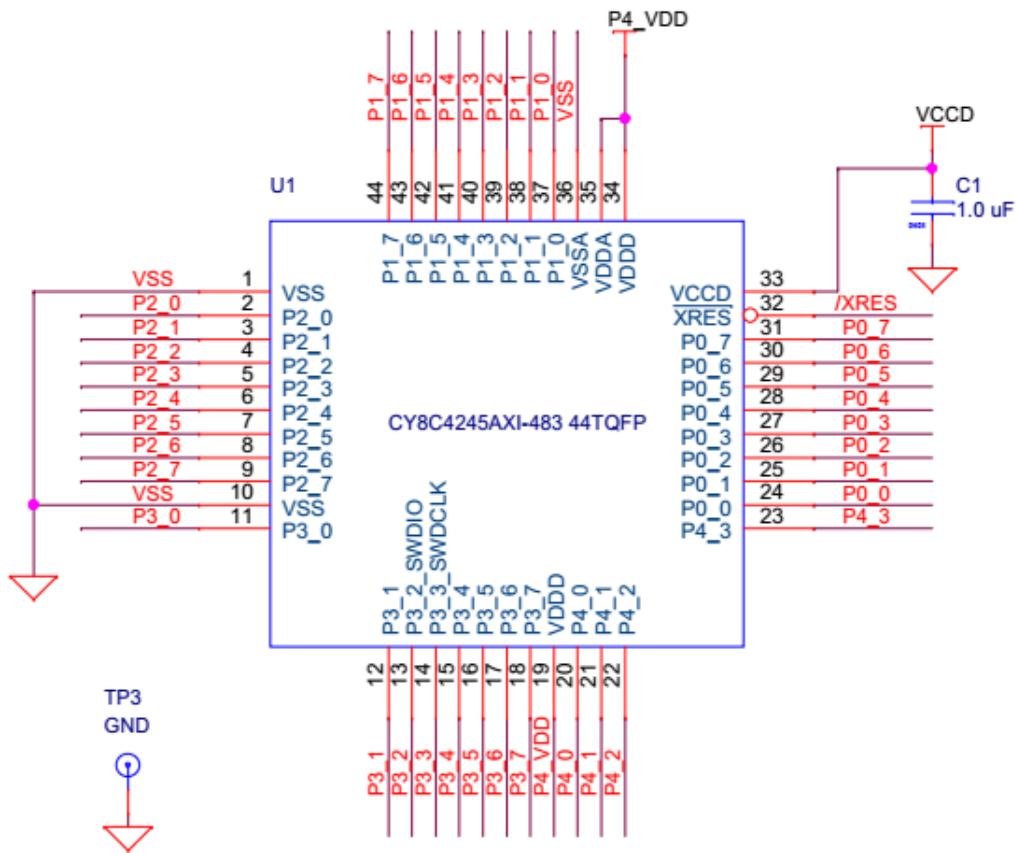 P4_VDD
P1_7
P1_6
P1_5
P1_4
P1_3
P1_2
P1_1
P1_0
VSS
VCCD
C1
1.0 uF
U1
44
43
42
41
40
39
38
37
36
35
34
P1_7
P1_6
P1_5
P1_4
P1_3
P1_2
P1_1
P1_0
VSSA
VDDA
VDDD
VSS 1 VSS
P2_0 2 P2_0
P2_1 3 P2_1
P2_2 4 P2_2
P2_3 5 P2_3
P2_4 6 P2_4
P2_5 7 P2_5
P2_6 8 P2_6
P2_7 9 P2_7
VSS 10 VSS
P3_0 11 P3_0
CY8C4245AXI-483 44TQFP
VCCD 33
XRES 32 /XRES
P0_7 31 P0_7
P0_6 30 P0_6
P0_5 29 P0_5
P0_4 28 P0_4
P0_3 27 P0_3
P0_2 26 P0_2
P0_1 25 P0_1
P0_0 24 P0_0
P4_3 23 P4_3
P3_1
P3_2_SWDIO
P3_3_SWDCLK
P3_4
P3_5
P3_6
P3_7
VDDD
P4_0
P4_1
P4_2
12
13
14
15
16
17
18
19
20
21
22
P3_1
P3_2
P3_3
P3_4
P3_5
P3_6
P3_7
P4_VDD
P4_0
P4_1
P4_2
TP3
GND